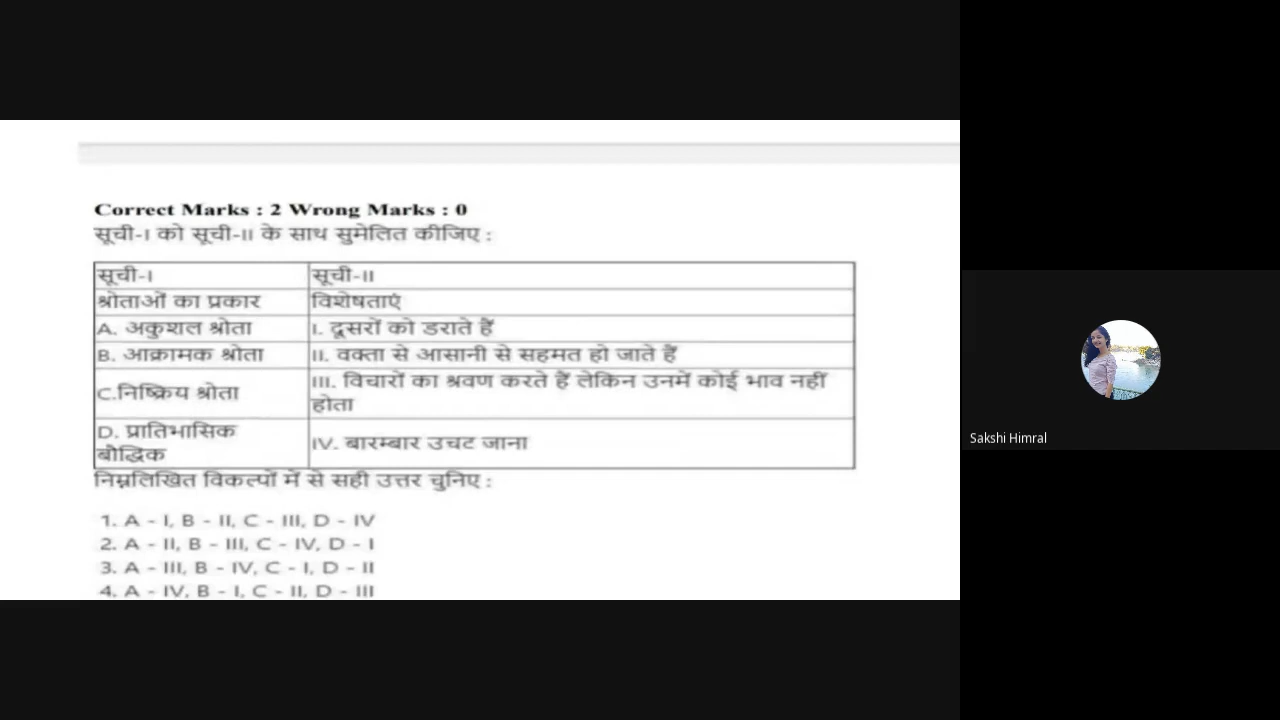 Correct Marks : 2 Wrong Marks : 0
सूची-I को सूची-II के साथ सुमेलित कीजिए :
सूची-I सूची-II
श्रोताओं का प्रकार विशेषताएं
A. अकुशल श्रोता I. दूसरों को डराते हैं
B. आक्रामक श्रोता II. वक्ता से आसानी से सहमत हो जाते हैं
C.निष्क्रिय श्रोता III. विचारों का श्रवण करते हैं लेकिन उनमें कोई भाव नहीं
होता
D. प्रातिभासिक
बौद्धिक IV. बारम्बार उचट जाना
निम्नलिखित विकल्पों में से सही उत्तर चुनिए :
1. A - I, B - II, C - III, D - IV
2. A - II, B - III, C - IV, D - I
3. A - III, B - IV, C - I, D - II
4. A - IV, B - I, C - II, D - III
Sakshi Himral